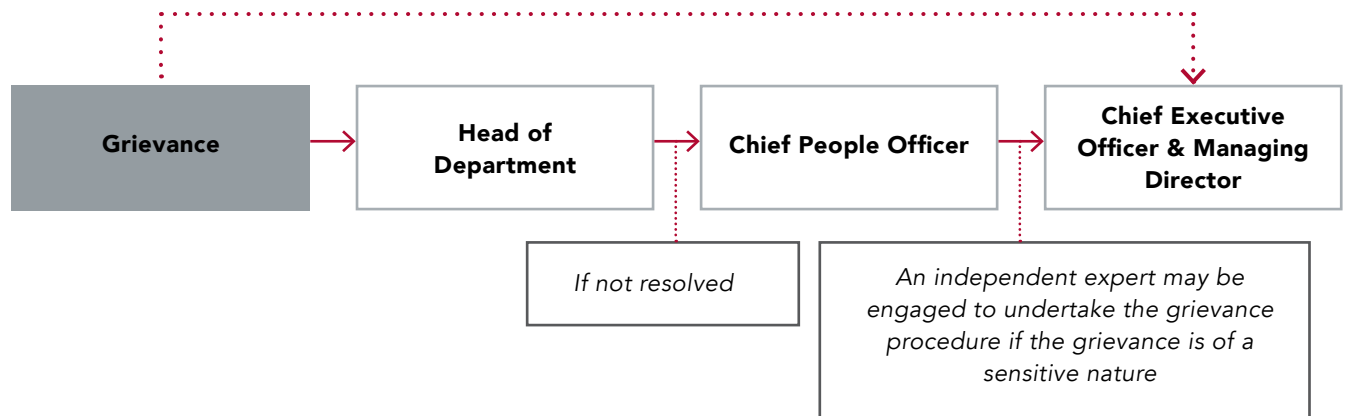 Grievance
Head of
Department
Chief People Officer
Chief Executive
Officer & Managing
Director
If not resolved
An independent expert may be
engaged to undertake the grievance
procedure if the grievance is of a
sensitive nature